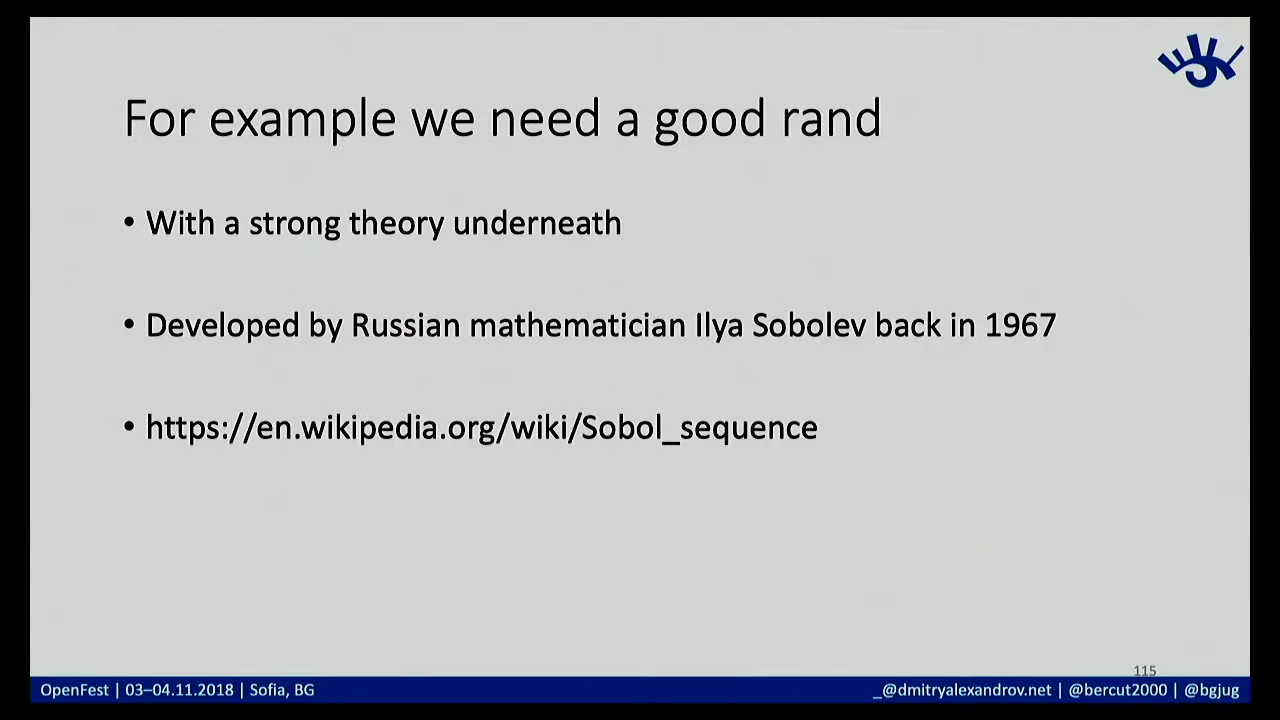 For example we need a good rand
• With a strong theory underneath
• Developed by Russian mathematician Ilya Sobolev back in 1967
• https://en.wikipedia.org/wiki/Sobol_sequence
115
OpenFest | 03–04.11.2018 | Sofia, BG
_@dmitryalexandrov.net | @bercut2000 | @bgjug